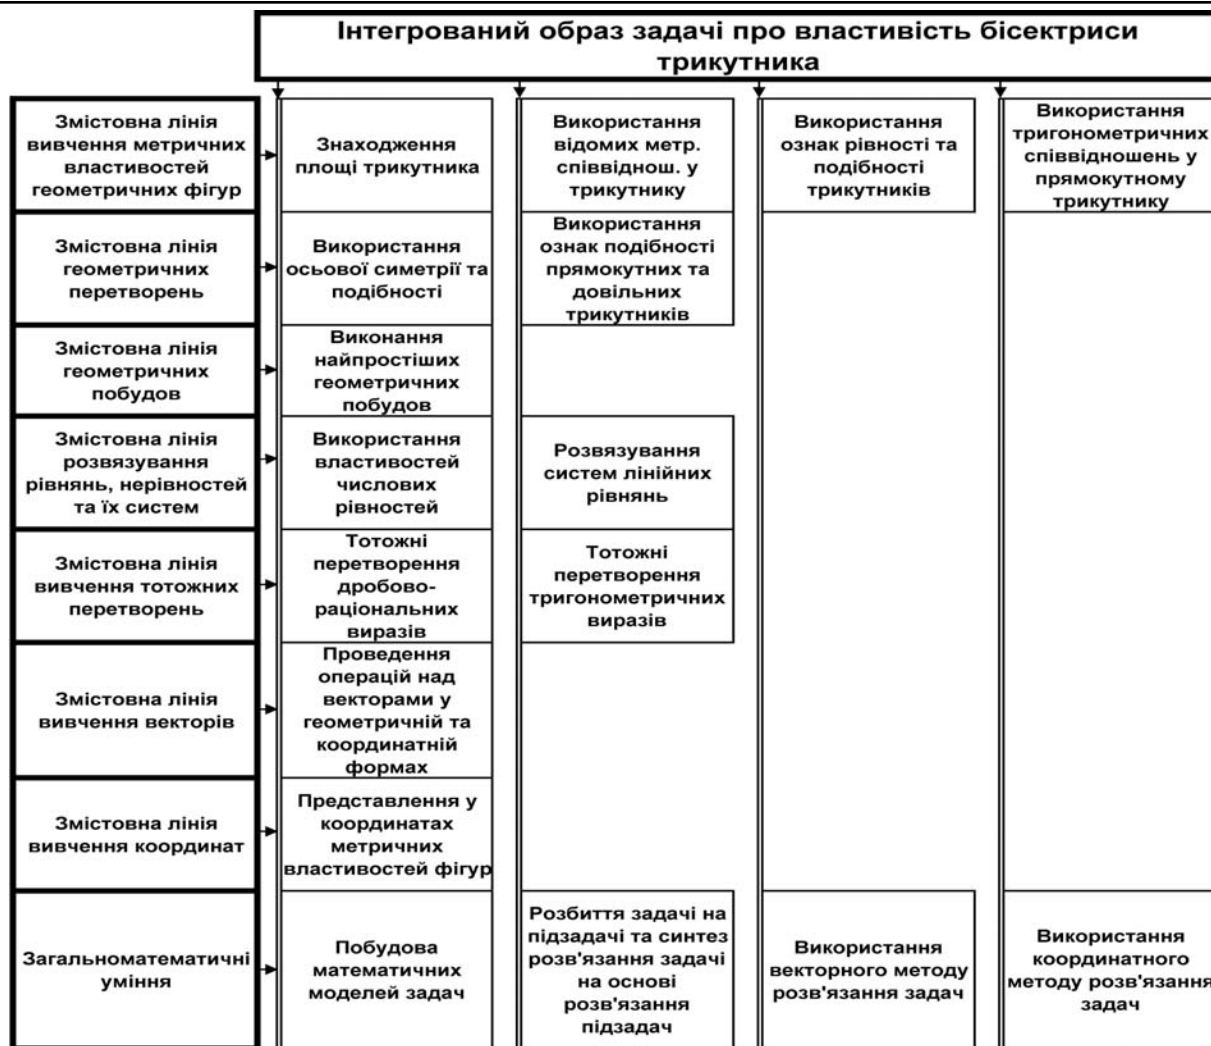 Інтегрований образ задачі про властивість бісектриси
трикутника
Змістовна лінія
вивчення метричних
властивостей
геометричних фігур
Знаходження
площі трикутника
Використання
відомих метр.
співвіднош. у
трикутнику
Використання
ознак рівності та
подібності
трикутників
Використання
тригонометричних
співвідношень у
прямокутному
трикутнику
Змістовна лінія
геометричних
перетворень
Використання
осьової симетрії та
подібності
Використання
ознак подібності
прямокутних та
довільних
трикутників
Змістовна лінія
геометричних
побудов
Виконання
найпростіших
геометричних
побудов
Змістовна лінія
розвязування
рівнянь, нерівностей
та їх систем
Використання
властивостей
числових
рівностей
Розвязування
систем лінійних
рівнянь
Змістовна лінія
вивчення тотожних
перетворень
Тотожні
перетворення
дробово-
раціональних
виразів
Тотожні
перетворення
тригонометричних
виразів
Змістовна лінія
вивчення векторів
Проведення
операцій над
векторами у
геометричній та
координатній
формах
Змістовна лінія
вивчення координат
Представлення у
координатах
метричних
властивостей фігур
Загальноматематичні
уміння
Побудова
математичних
моделей задач
Розбиття задачі на
підзадачі та синтез
розв'язання задачі
на основі
розв'язання
підзадач
Використання
векторного методу
розв'язання задач
Використання
координатного
методу розв'язання
задач